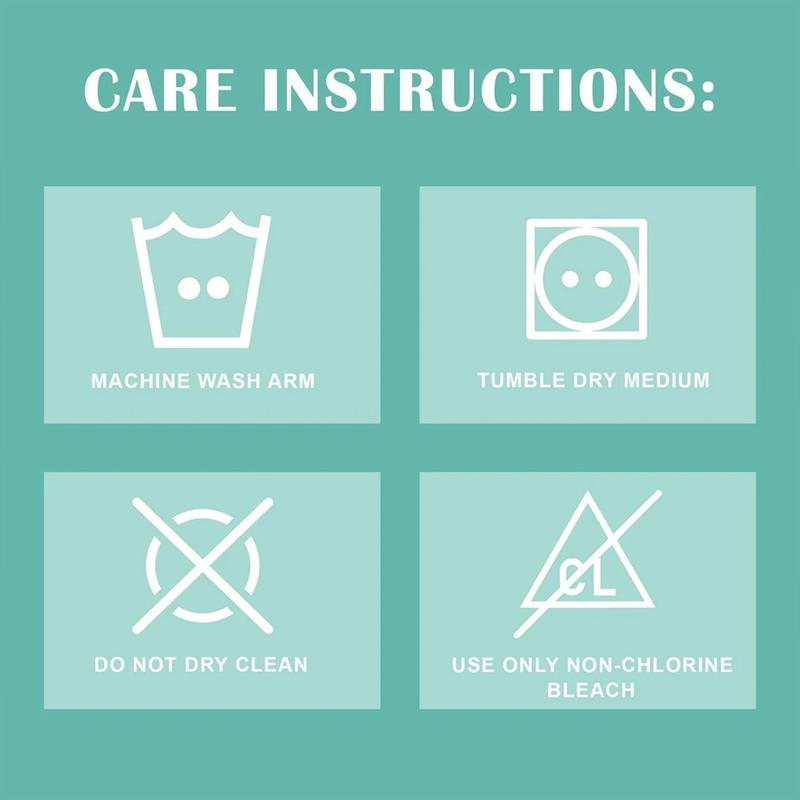 CARE INSTRUCTIONS:
MACHINE WASH ARM
TUMBLE DRY MEDIUM
DO NOT DRY CLEAN
CL
USE ONLY NON-CHLORINE
BLEACH